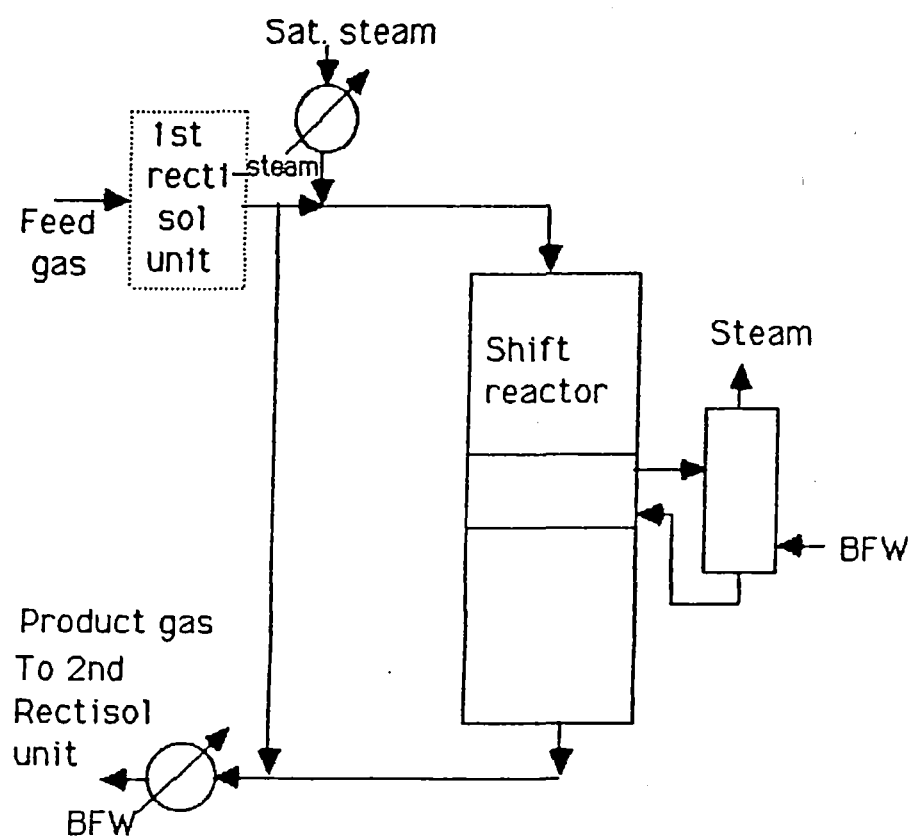 Sat. steam
1st
recti-
sol
unit
steam
Feed
gas
Shift
reactor
Steam
BFW
Product gas
To 2nd
Rectisol
unit
BFW